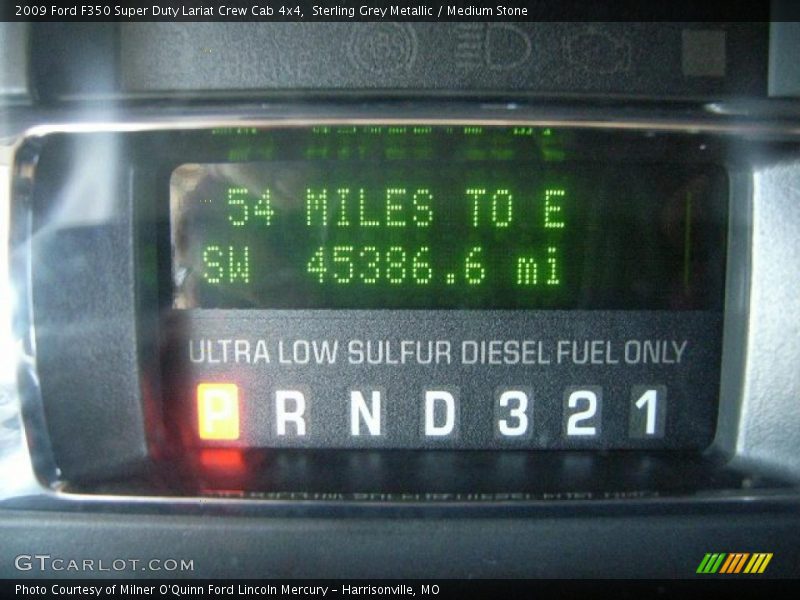 2009 Ford F350 Super Duty Lariat Crew Cab 4x4,  Sterling Grey Metallic / Medium Stone
54 MILES TO E
SW 45386.6 mi
ULTRA LOW SULFUR DIESEL FUEL ONLY
P R N D 3 2 1
GTCARLOT.COM
Photo Courtesy of Milner O'Quinn Ford Lincoln Mercury - Harrisonville, MO